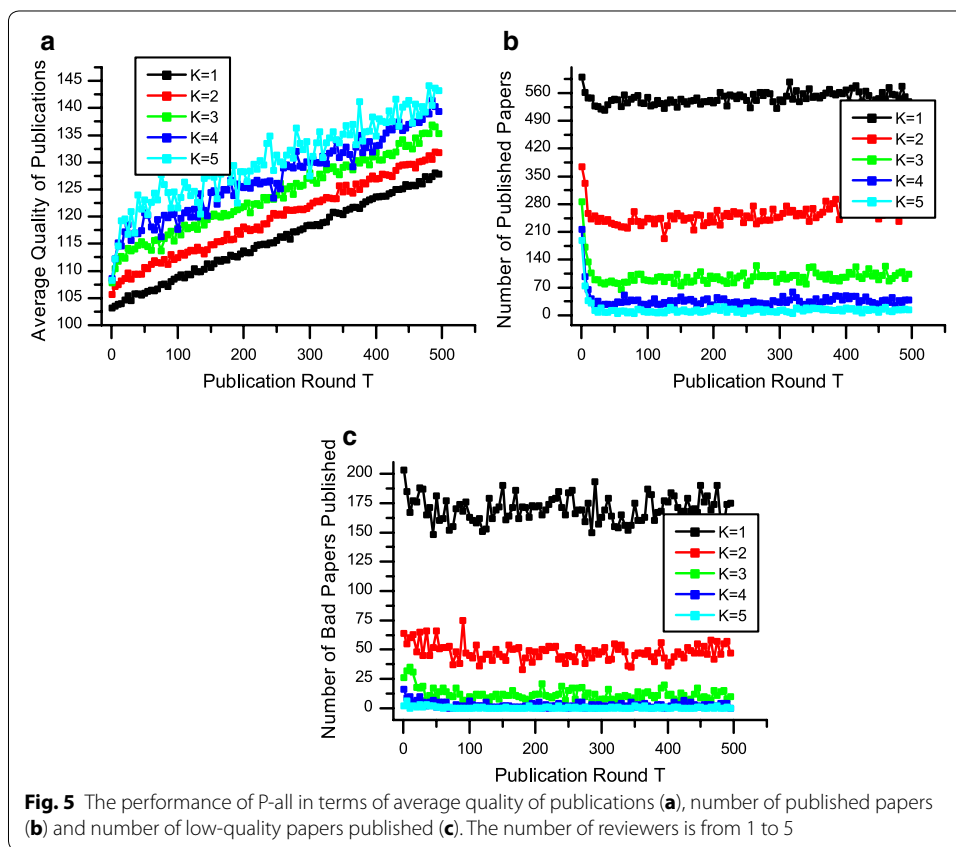 a
Average Quality of Publications
145
140
135
130
125
120
115
110
105
100
K=1
K=2
K=3
K=4
K=5
0 100 200 300 400 500
Publication Round T
b
Number of Published Papers
560
490
420
350
280
210
140
70
0
K=1
K=2
K=3
K=4
K=5
0 100 200 300 400 500
Publication Round T
c
Number of Bad Papers Published
200
175
150
125
100
75
50
25
0
K=1
K=2
K=3
K=4
K=5
0 100 200 300 400 500
Publication Round T
Fig. 5 The performance of P-all in terms of average quality of publications (a), number of published papers
(b) and number of low-quality papers published (c). The number of reviewers is from 1 to 5